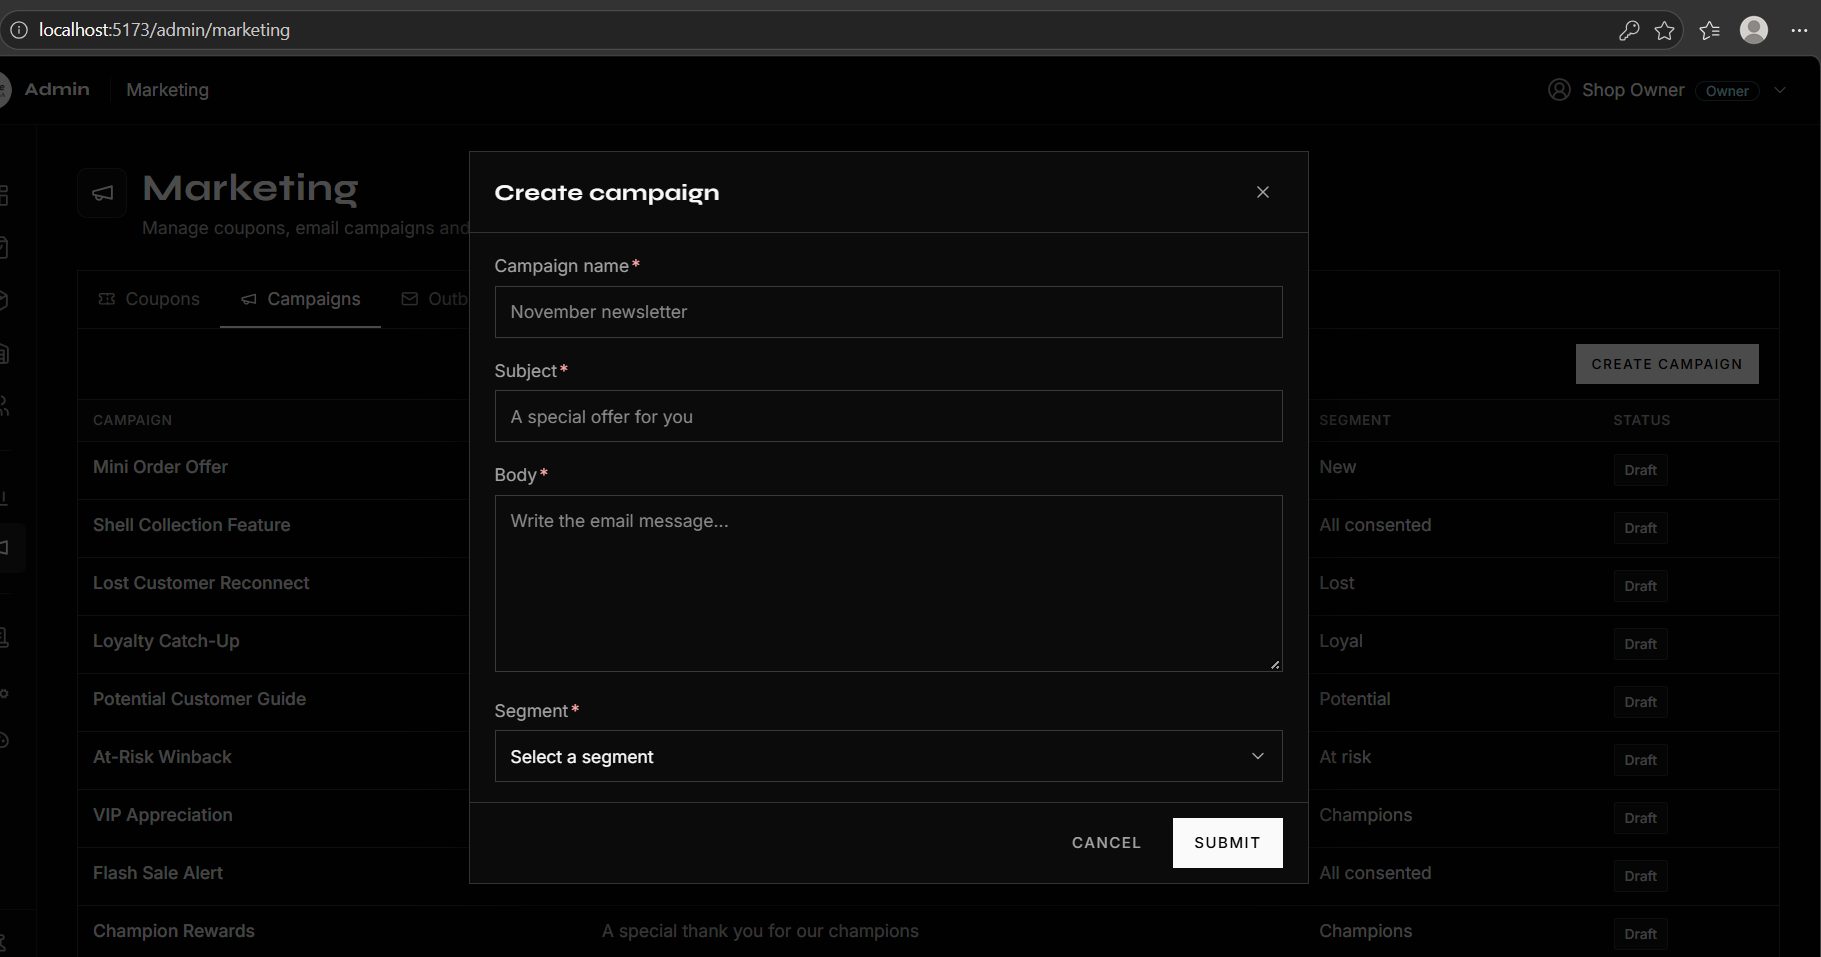 localhost:5173/admin/marketing
Admin
Marketing
Shop Owner
Owner
Marketing
Manage coupons, email campaigns and
Coupons
Campaigns
Outb
CREATE CAMPAIGN
CAMPAIGN
SEGMENT
STATUS
Mini Order Offer
New
Draft
Shell Collection Feature
All consented
Draft
Lost Customer Reconnect
Lost
Draft
Loyalty Catch-Up
Loyal
Draft
Potential Customer Guide
Potential
Draft
At-Risk Winback
At risk
Draft
VIP Appreciation
Champions
Draft
Flash Sale Alert
All consented
Draft
Champion Rewards
A special thank you for our champions
Champions
Draft
Create campaign
Campaign name*
November newsletter
Subject*
A special offer for you
Body*
Write the email message...
Segment*
Select a segment
CANCEL
SUBMIT